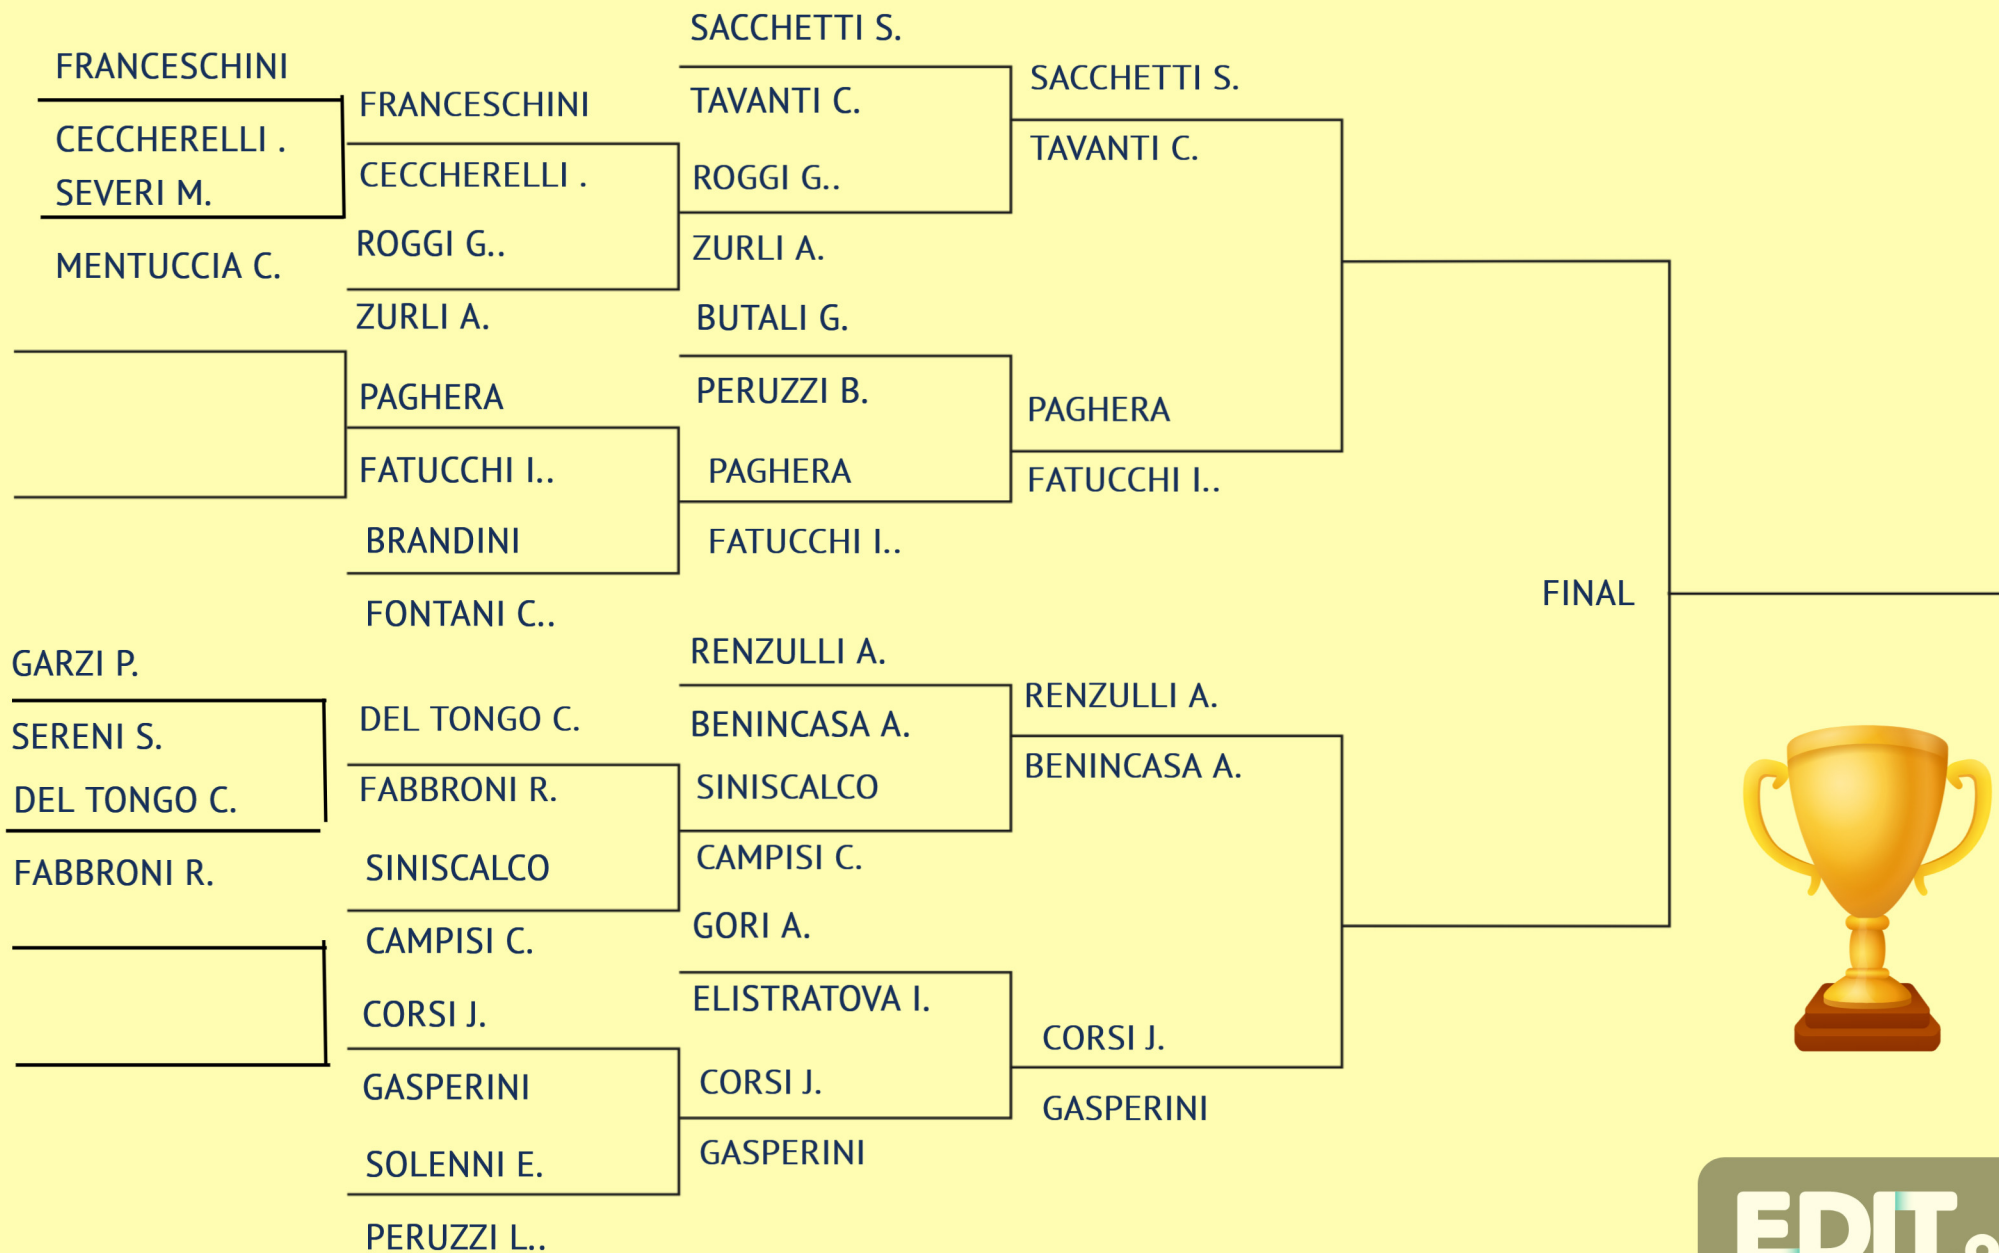 FRANCESCHINI
CECCHERELLI .
SEVERI M.
MENTUCCIA C.
GARZI P.
SERENI S.
DEL TONGO C.
FABBRONI R.
FRANCESCHINI
CECCHERELLI .
ROGGI G..
ZURLI A.
PAGHERA
FATUCCHI I..
BRANDINI
FONTANI C..
DEL TONGO C.
FABBRONI R.
SINISCALCO
CAMPISI C.
CORSI J.
GASPERINI
SOLENNI E.
PERUZZI L..
SACCHETTI S.
TAVANTI C.
ROGGI G..
ZURLI A.
BUTALI G.
PERUZZI B.
PAGHERA
FATUCCHI I..
RENZULLI A.
BENINCASA A.
SINISCALCO
CAMPISI C.
GORI A.
ELISTRATOVA I.
CORSI J.
GASPERINI
SACCHETTI S.
TAVANTI C.
PAGHERA
FATUCCHI I..
RENZULLI A.
BENINCASA A.
CORSI J.
GASPERINI
FINAL
EDIT